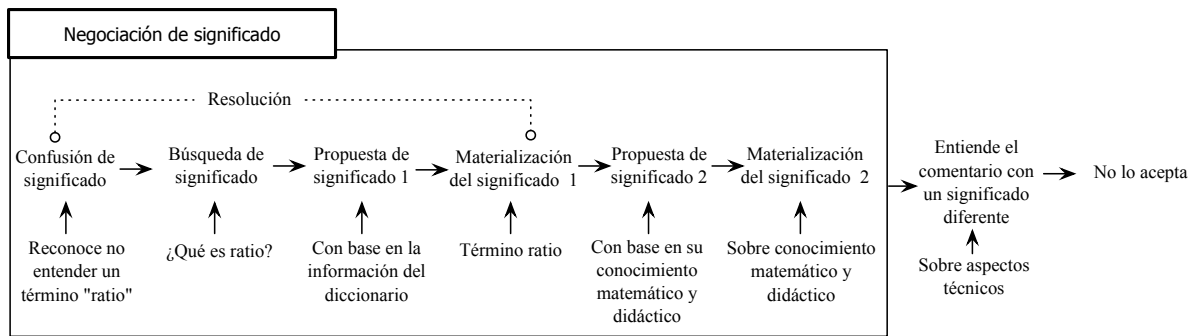 Negociación de significado
Resolución
Confusión de
significado
Búsqueda de
significado
Propuesta de
significado 1
Materialización
del significado 1
Propuesta de
significado 2
Materialización
del significado 2
Entiende el
comentario con
un significado
diferente
No lo acepta
Reconoce no
entender un
término "ratio"
¿Qué es ratio?
Con base en la
información del
diccionario
Término ratio
Con base en su
conocimiento
matemático y
didáctico
Sobre conocimiento
matemático y
didáctico
Sobre aspectos
técnicos